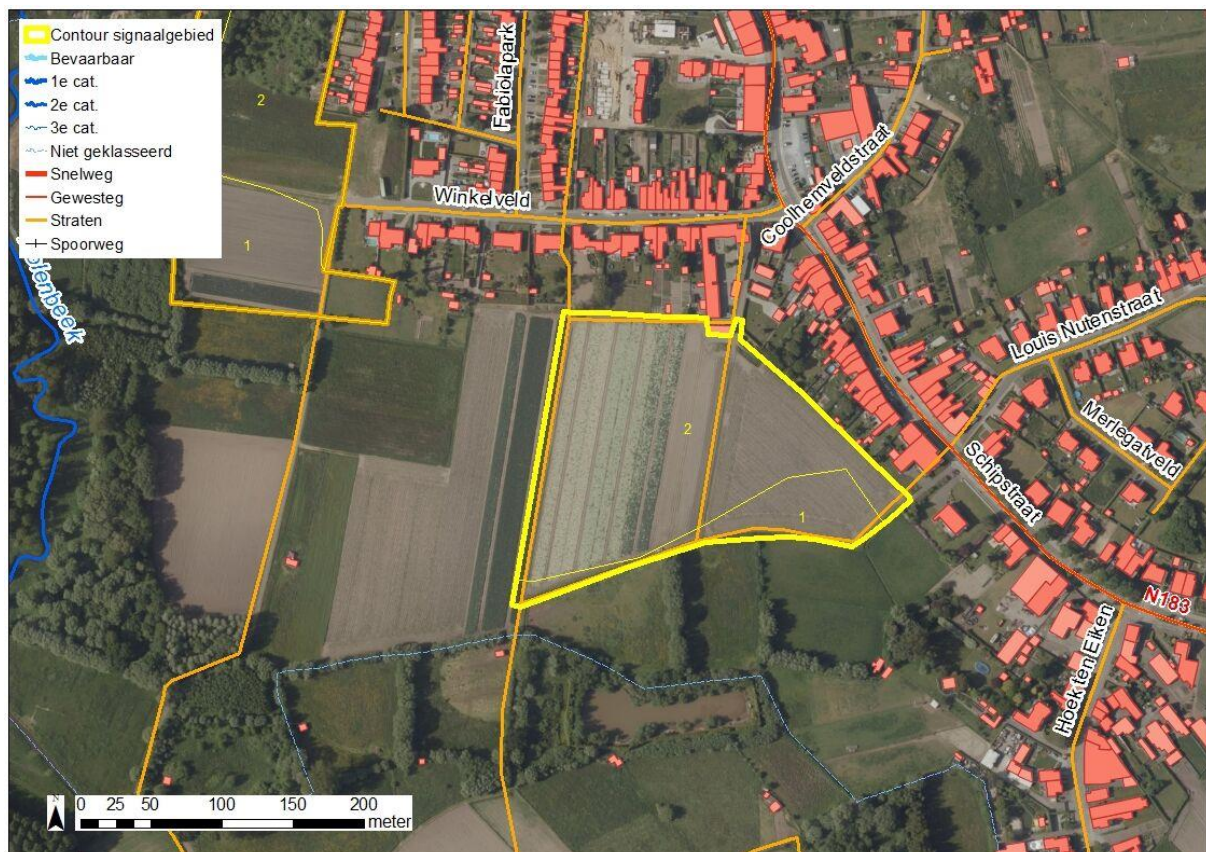 Contour signaalgebied
Bevaarbaar
1e cat.
2e cat.
3e cat.
Niet geklasseerd
Snelweg
Gewesteg
Straten
Spoorweg
2
1
Fabiolapark
Winkelveld
Coolhemveldstraat
Louis Nutenstraat
Merlegatveld
2
1
Schipstraat
N183
Hoek ten Eiken
N
0 25 50 100 150 200
meter